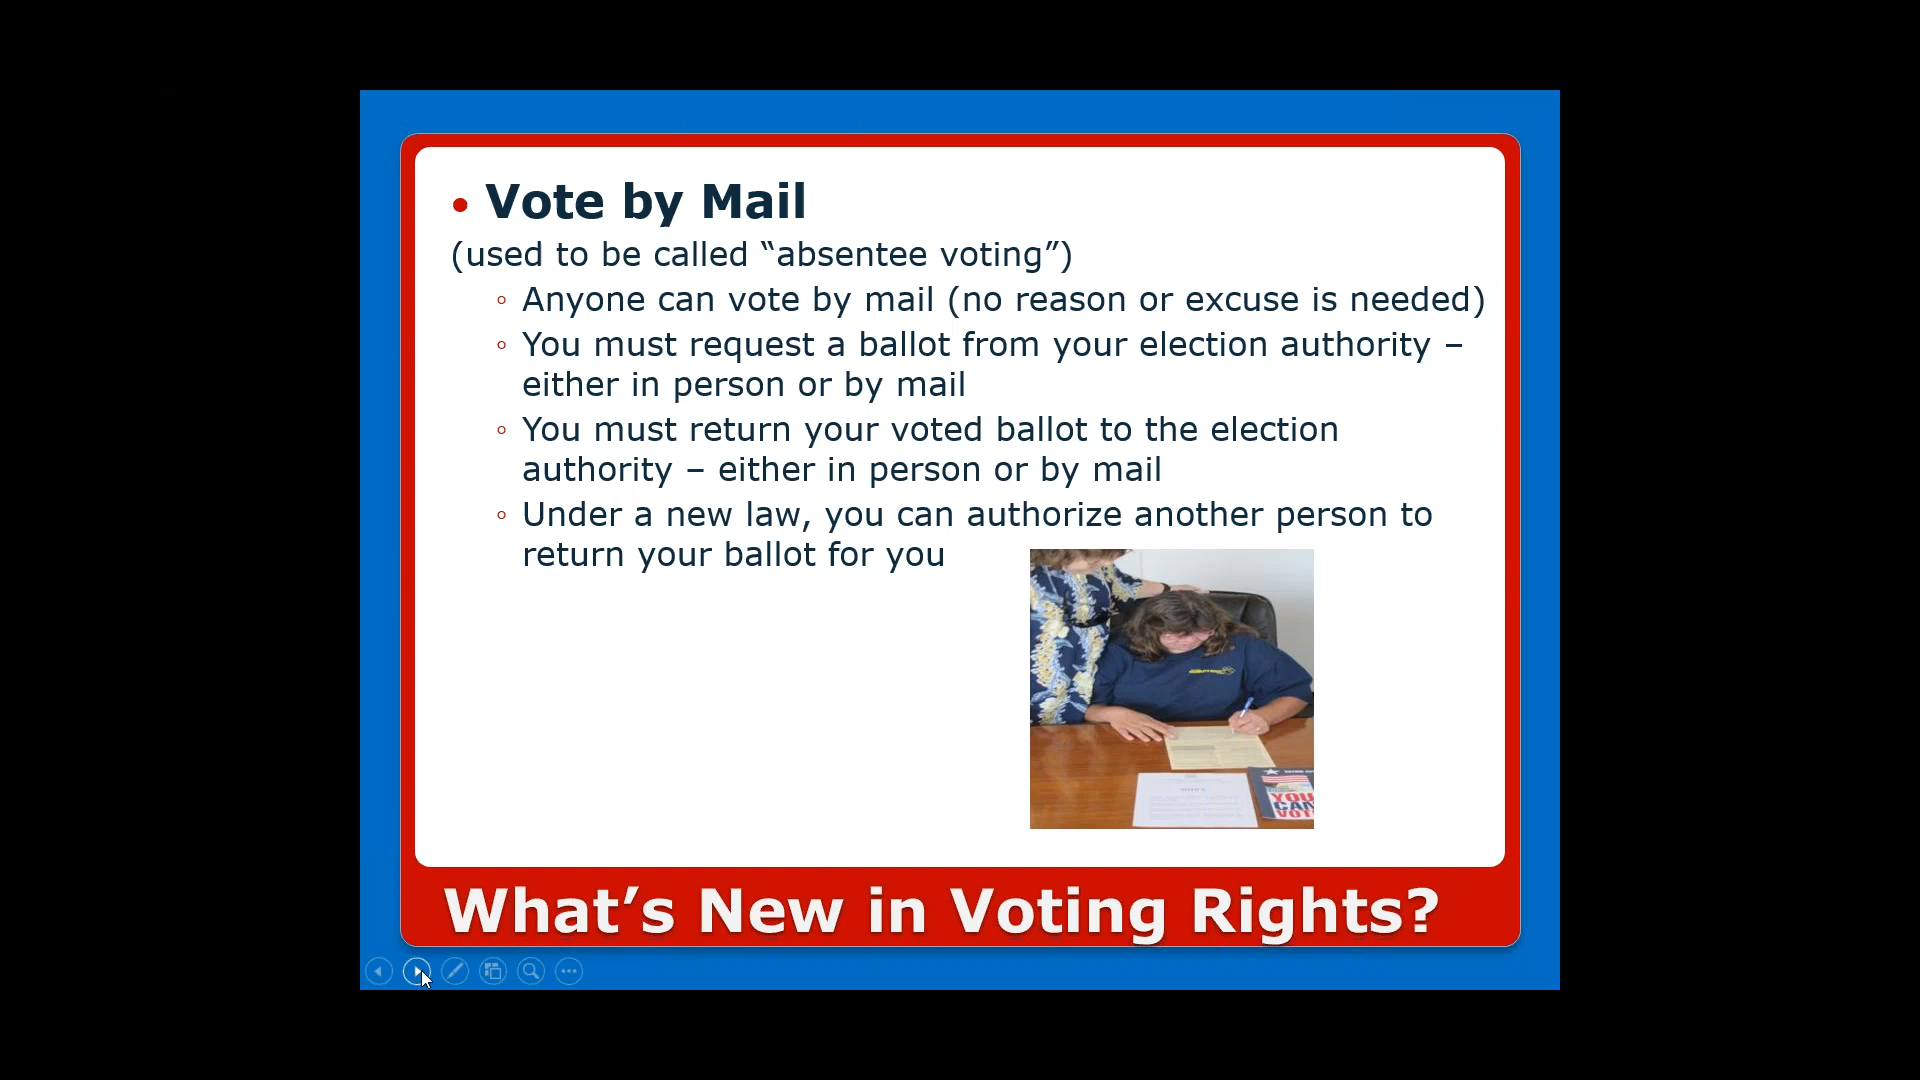 • Vote by Mail
(used to be called “absentee voting”)
◦ Anyone can vote by mail (no reason or excuse is needed)
◦ You must request a ballot from your election authority –
either in person or by mail
◦ You must return your voted ballot to the election
authority – either in person or by mail
◦ Under a new law, you can authorize another person to
return your ballot for you
YOU
CAN
VOTE
What’s New in Voting Rights?